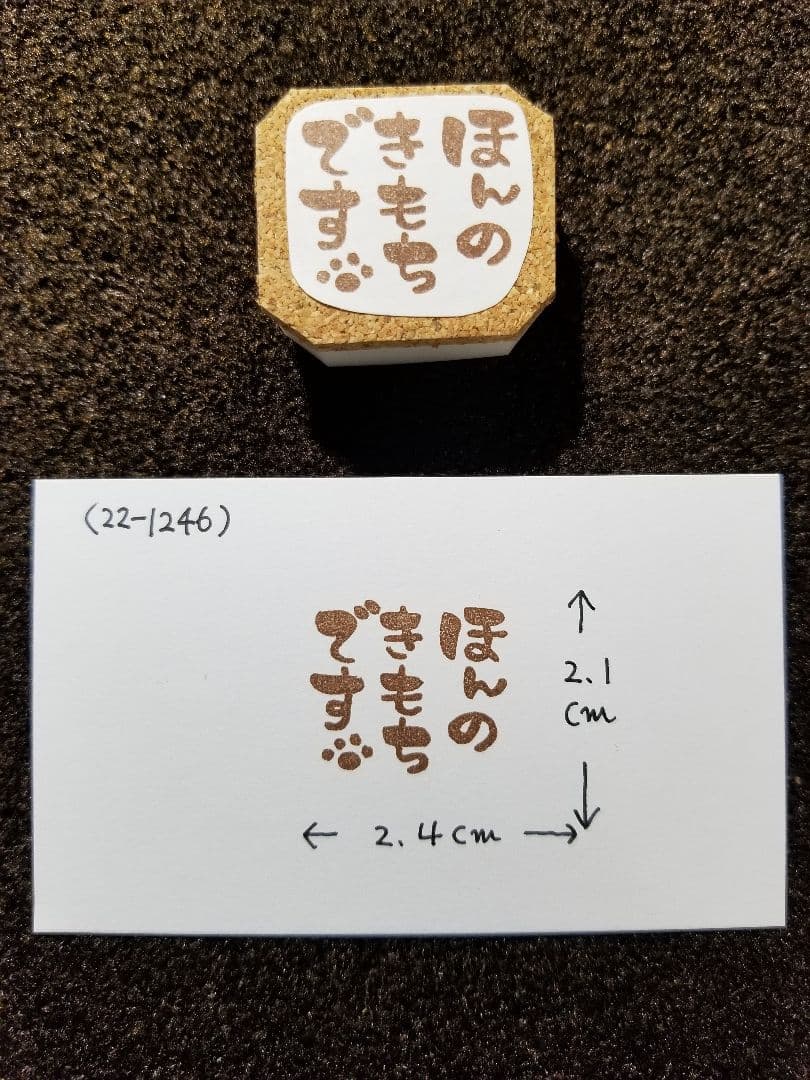 ほんの
きもち
です
(22-1246)
ほんの
きもち
です
2.1
cm
2.4cm